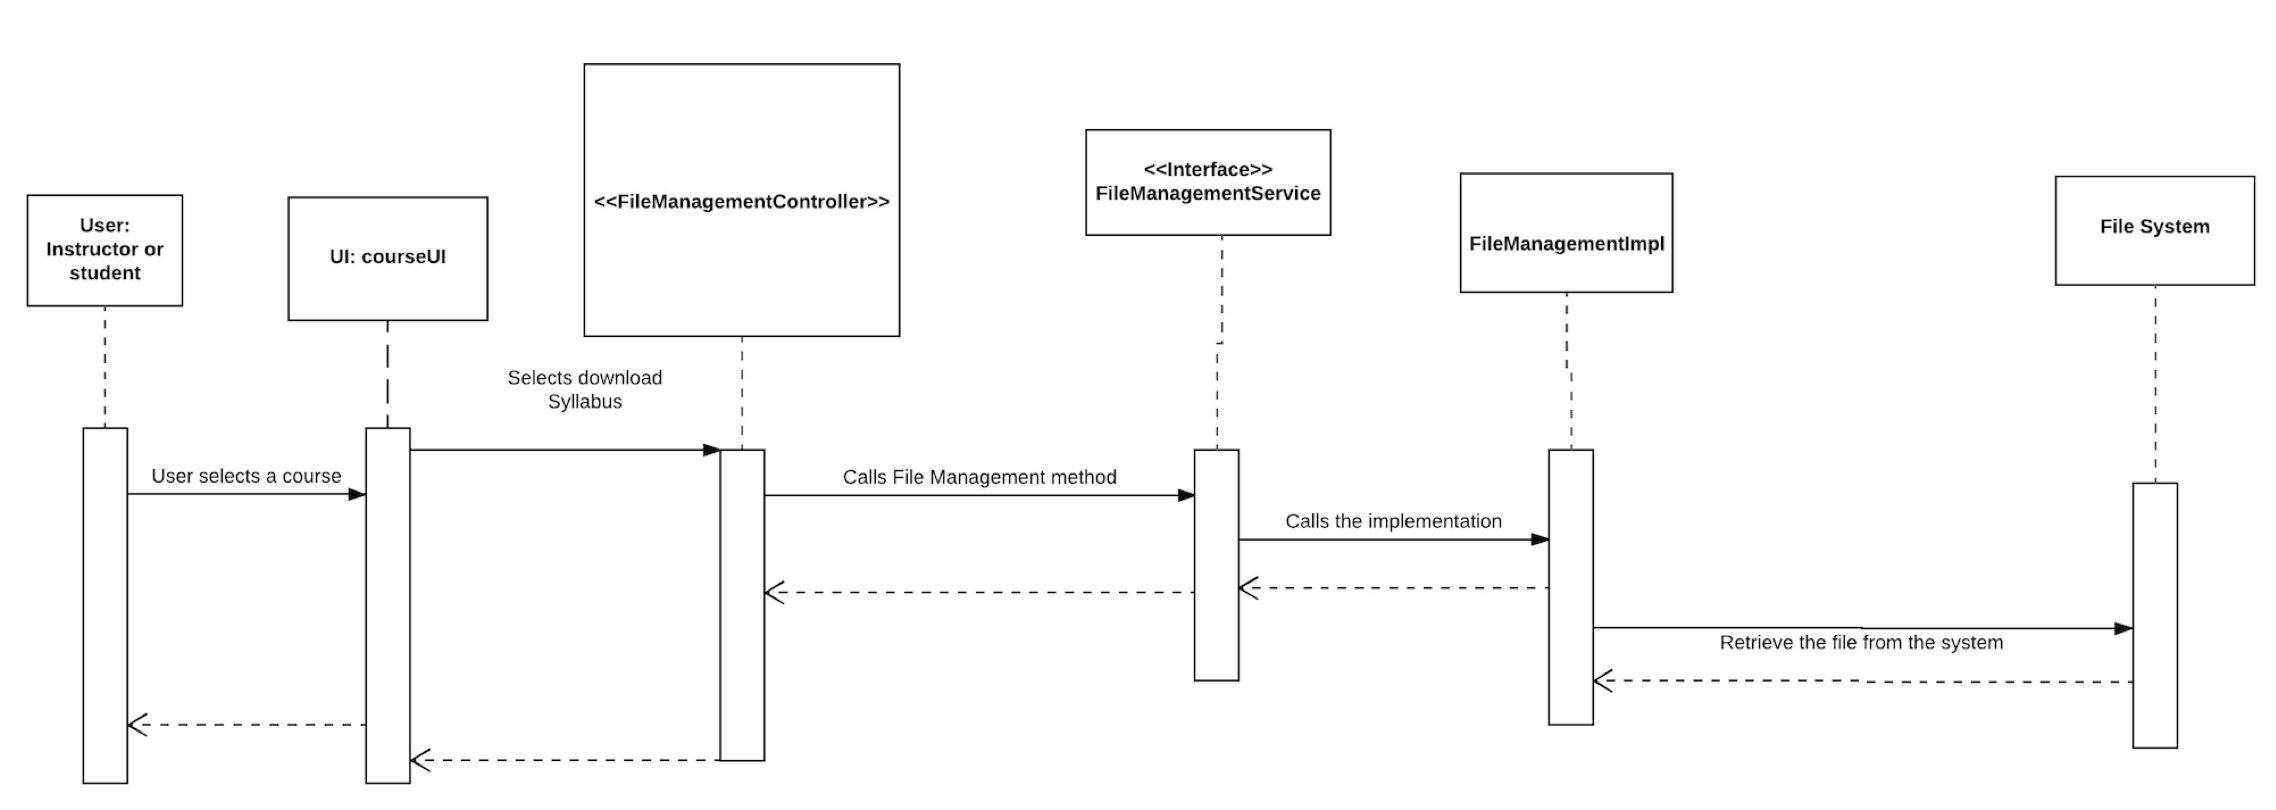 User:
Instructor or
student
UI: courseUI
<<FileManagementController>>
<<Interface>>
FileManagementService
FileManagementImpl
File System
Selects download
Syllabus
User selects a course
Calls File Management method
Calls the implementation
Retrieve the file from the system